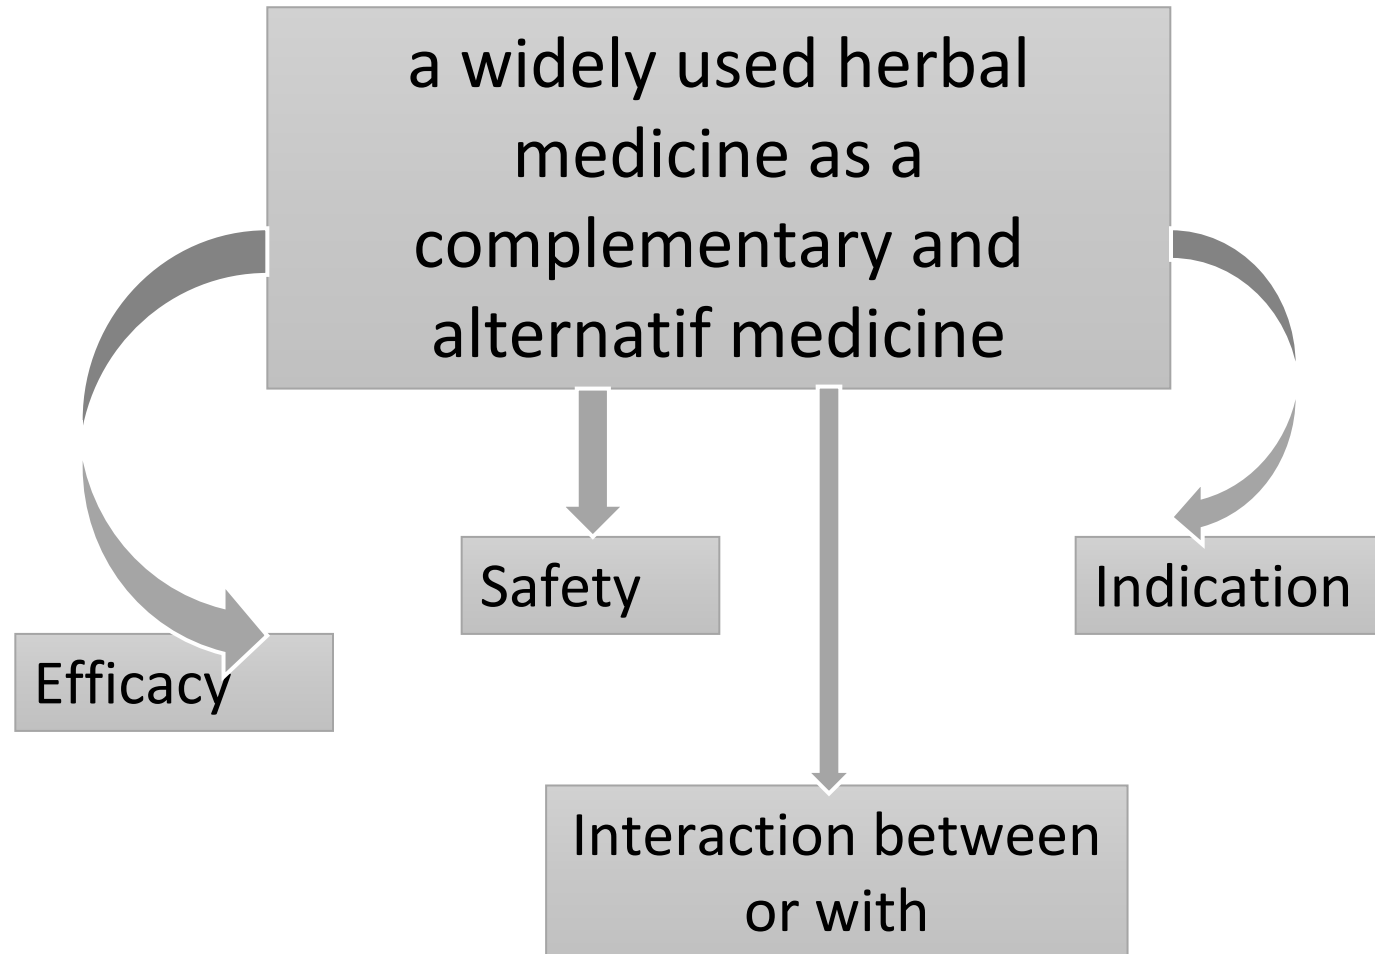 a widely used herbal
medicine as a
complementary and
alternatif medicine
Safety
Indication
Efficacy
Interaction between
or with